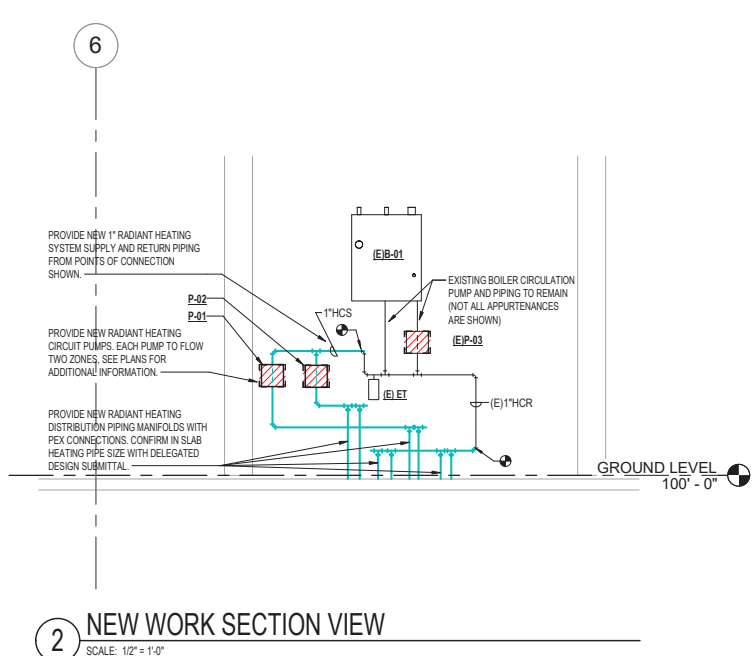 6
PROVIDE NEW 1" RADIANT HEATING
SYSTEM SUPPLY AND RETURN PIPING
FROM POINTS OF CONNECTION
SHOWN.
P-02
P-01
PROVIDE NEW RADIANT HEATING
CIRCUIT PUMPS. EACH PUMP TO FLOW
TWO ZONES, SEE PLANS FOR
ADDITIONAL INFORMATION.
PROVIDE NEW RADIANT HEATING
DISTRIBUTION PIPING MANIFOLDS WITH
PEX CONNECTIONS. CONFIRM IN SLAB
HEATING PIPE SIZE WITH DELEGATED
DESIGN SUBMITTAL.
1"HCS
(E)B-01
EXISTING BOILER CIRCULATION
PUMP AND PIPING TO REMAIN
(NOT ALL APPURTENANCES
ARE SHOWN)
(E)P-03
(E) ET
(E)1"HCR
GROUND LEVEL
100' - 0"
2
NEW WORK SECTION VIEW
SCALE: 1/2" = 1'-0"